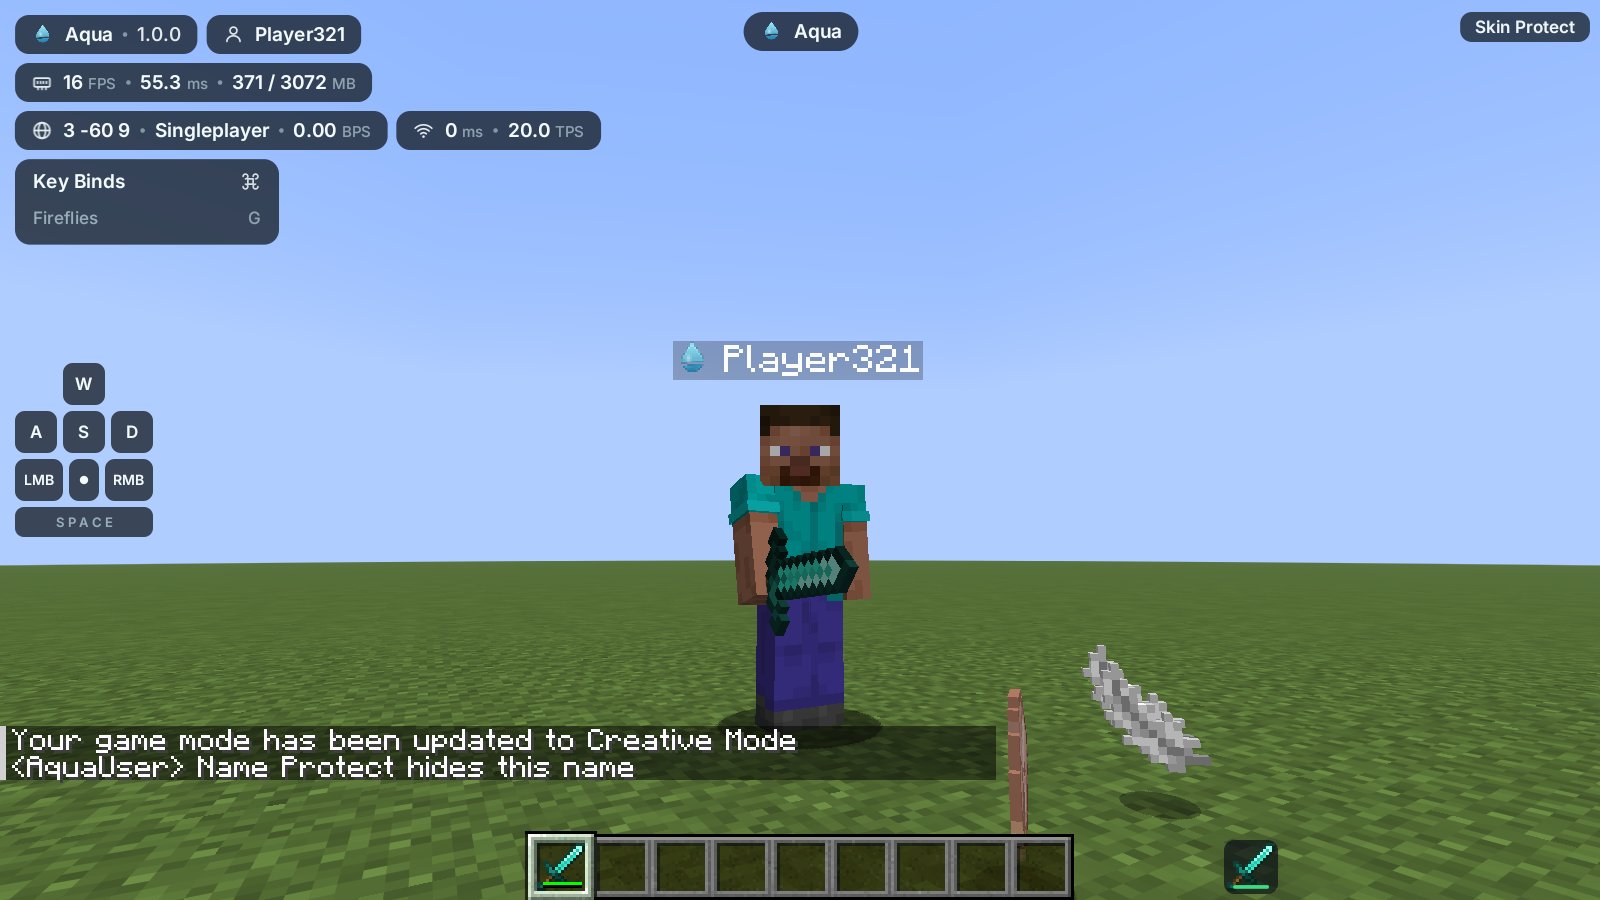 Aqua • 1.0.0
Player321
Aqua
Skin Protect
16 FPS • 55.3 ms • 371 / 3072 MB
3 -60 9 • Singleplayer • 0.00 BPS
0 ms • 20.0 TPS
Key Binds
Fireflies G
Player321
W
A S D
LMB RMB
SPACE
Your game mode has been updated to Creative Mode
<AquaUser> Name Protect hides this name